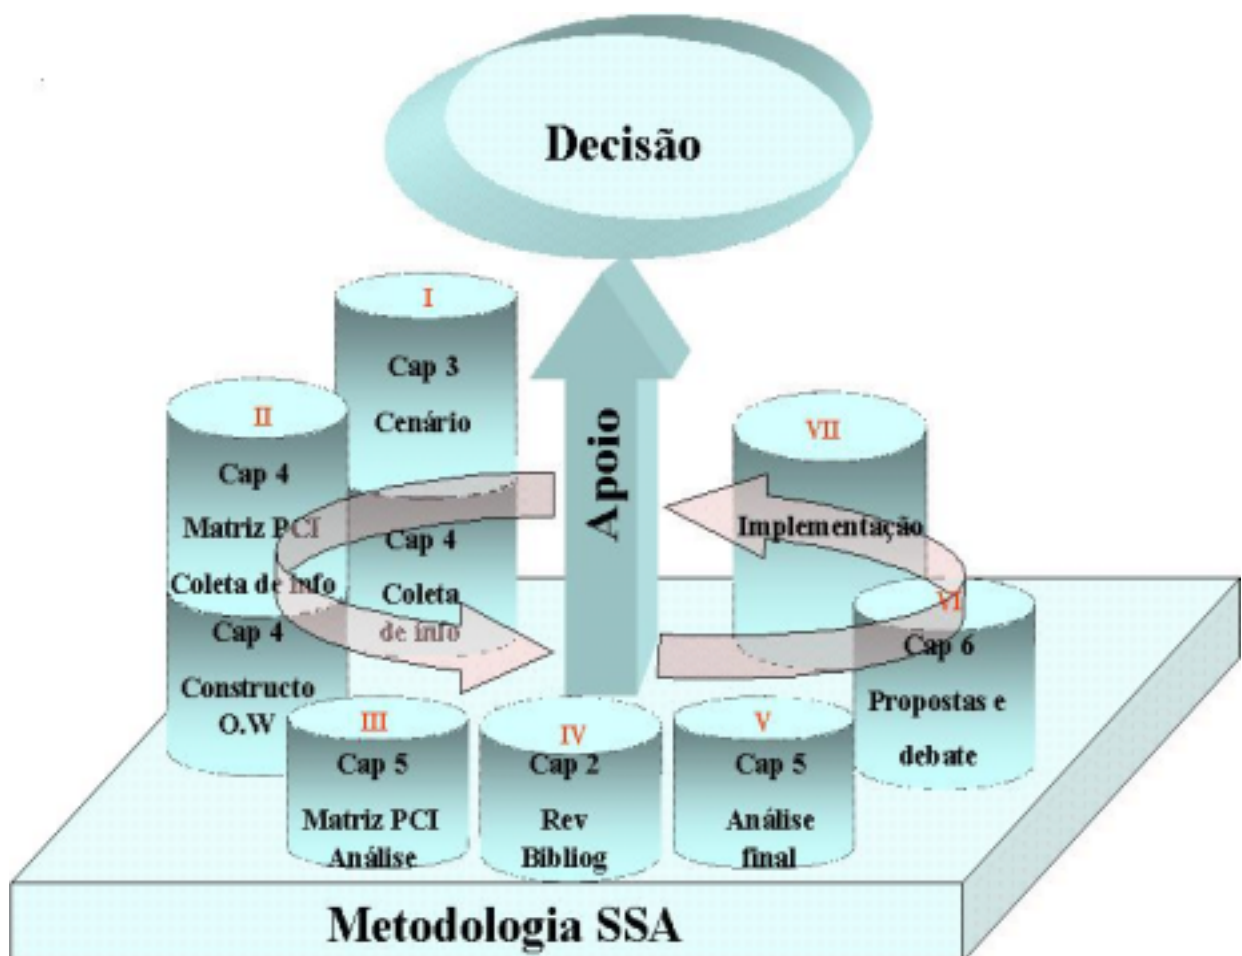 Decisão
Apoio
I
Cap 3
Cenário
Cap 4
Coleta
de info
II
Cap 4
Matriz PCI
Coleta de info
Cap 4
Constructo
O.W
III
Cap 5
Matriz PCI
Análise
IV
Cap 2
Rev
Bibliog
V
Cap 5
Análise
final
VI
Cap 6
Propostas e
debate
VII
Implementação
Metodologia SSA